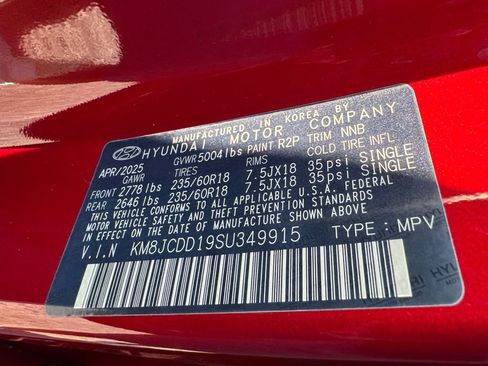 MANUFACTURED IN KOREA BY
HYUNDAI MOTOR COMPANY
APR/2025 GVWR 5004lbs PAINT R2P TRIM NNB
GAWR TIRES RIMS COLD TIRE INFL
FRONT 2778 lbs 235/60R18 7.5JX18 35psi SINGLE
REAR 2646 lbs 235/60R18 7.5JX18 35psi SINGLE
THIS VEHICLE CONFORMS TO ALL APPLICABLE U.S.A. FEDERAL
MOTOR VEHICLE SAFETY AND THEFT PREVENTION STANDARDS
IN EFFECT ON THE DATE OF MANUFACTURE SHOWN ABOVE.
V.I.N KM8JCDD19SU349915 TYPE : MPV